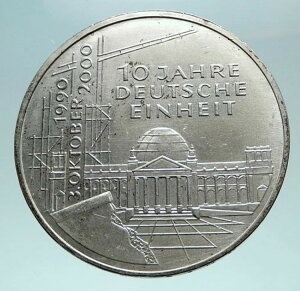 10 JAHRE
DEUTSCHE
EINHEIT
1990
3.OKTOBER 2000